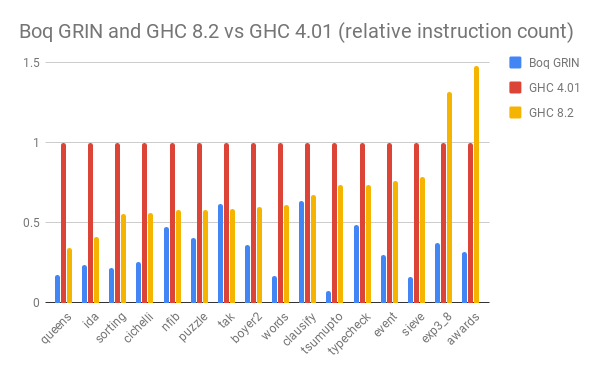 Boq GRIN and GHC 8.2 vs GHC 4.01 (relative instruction count)
1.5
1
0.5
0
Boq GRIN
GHC 4.01
GHC 8.2
queens
ida
sorting
cichelli
nfib
puzzle
tak
boyer2
words
clausify
tsumupto
typecheck
event
sieve
exp3_8
awards